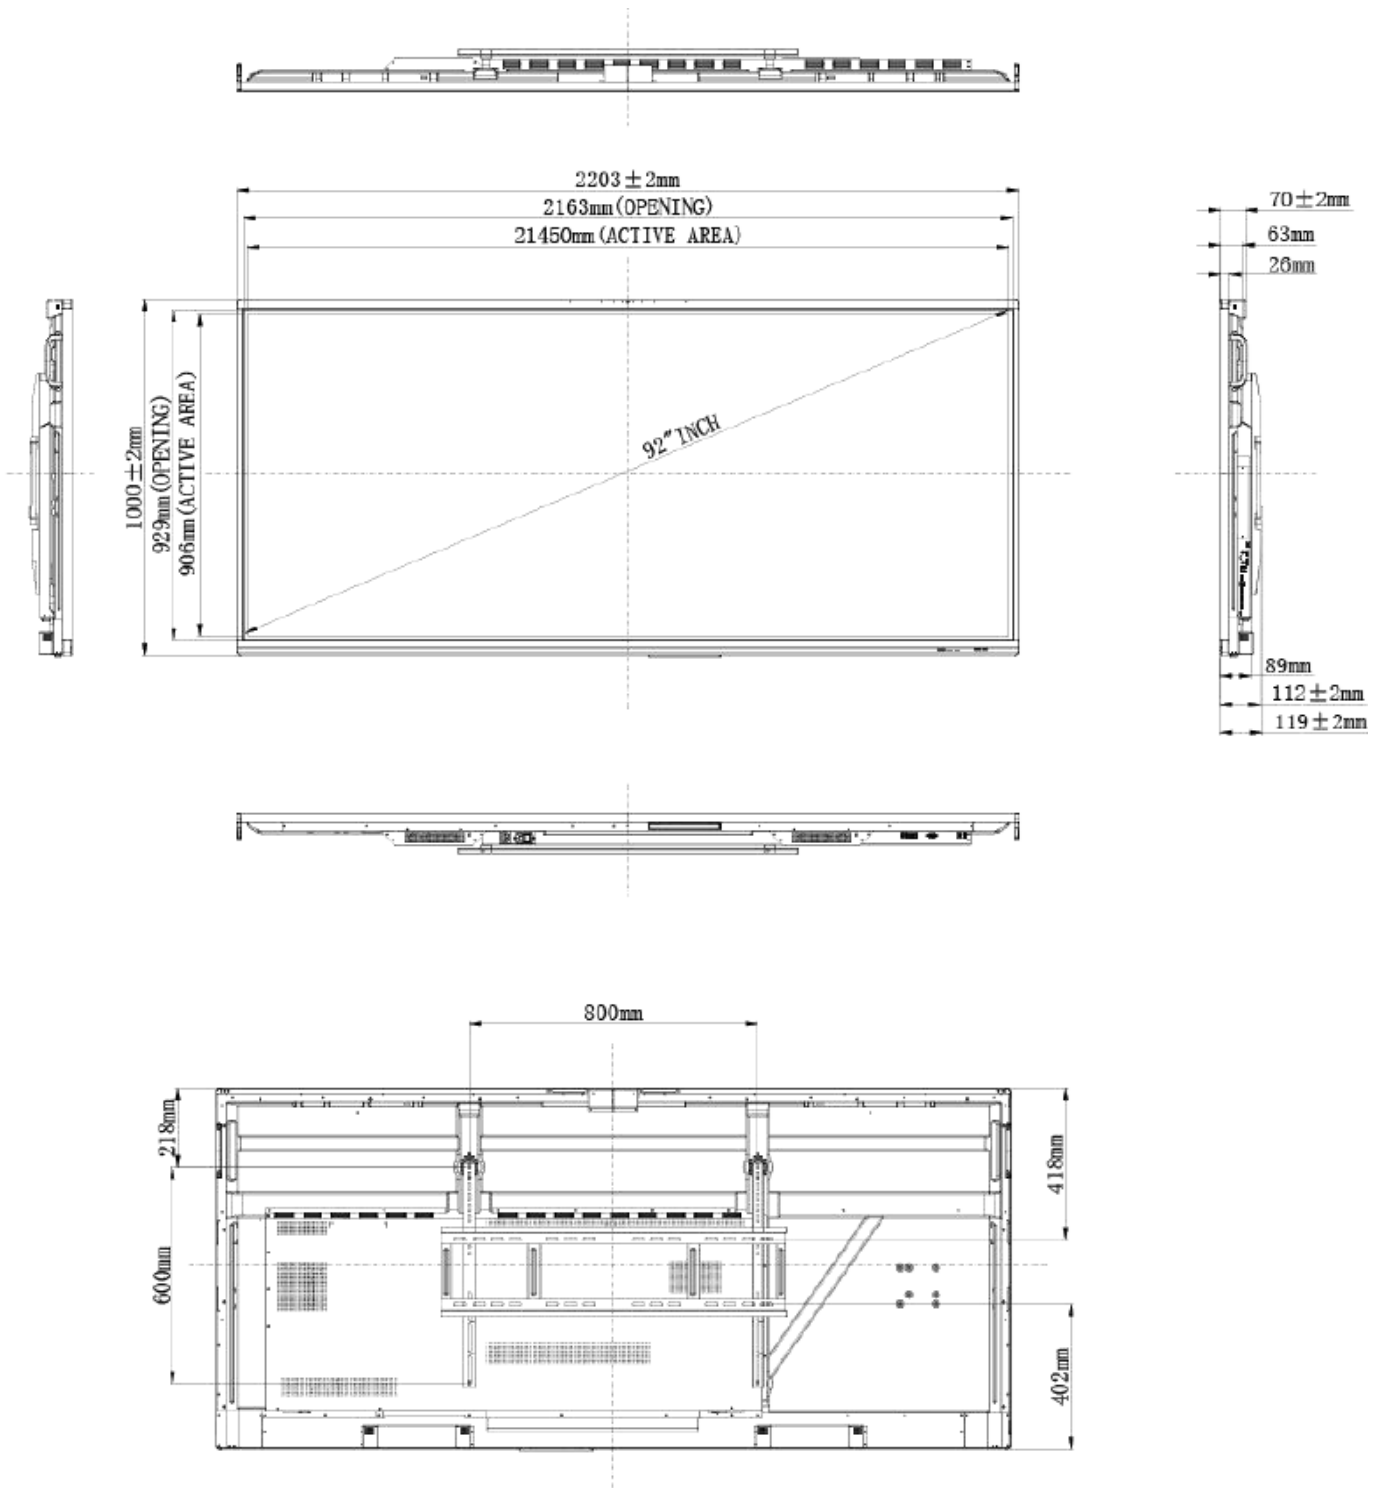 2203±2mm
2163mm(OPENING)
21450mm(ACTIVE AREA)
70±2mm
63mm
26mm
1000±2mm
929mm(OPENING)
906mm(ACTIVE AREA)
92″INCH
89mm
112±2mm
119±2mm
800mm
218mm
418mm
600mm
402mm